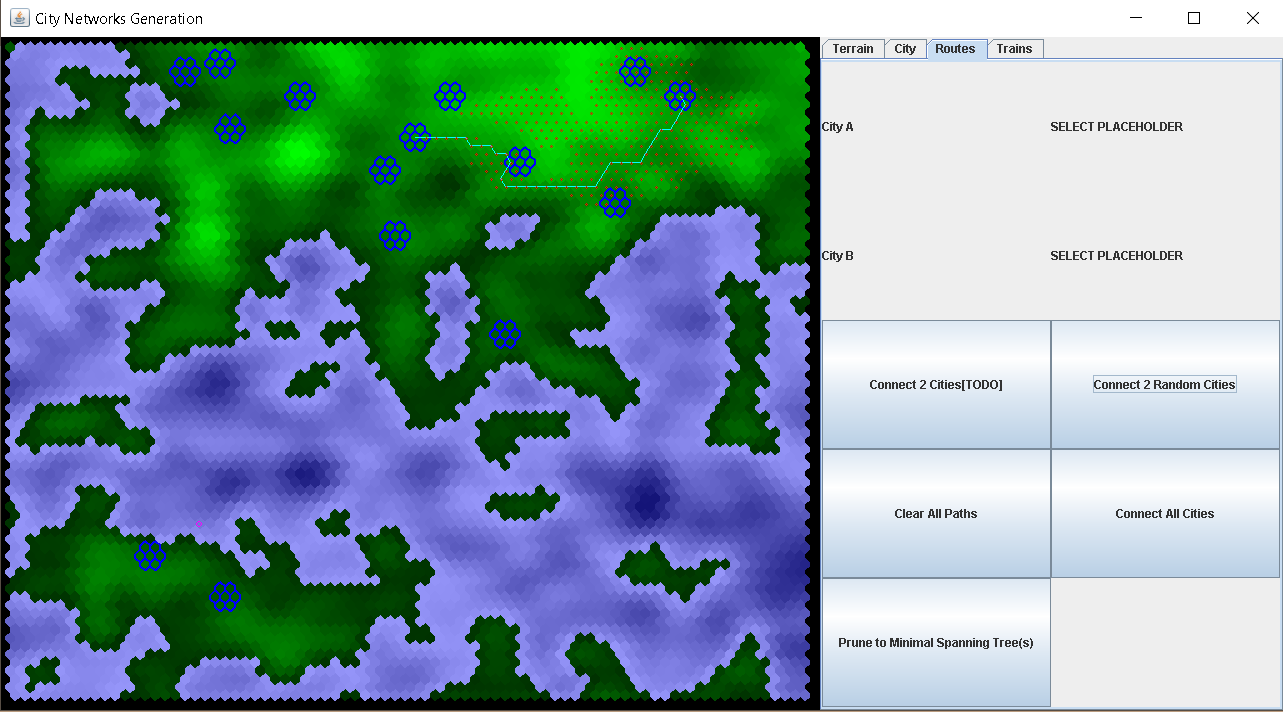 City Networks Generation
Terrain City Routes Trains
City A SELECT PLACEHOLDER
City B SELECT PLACEHOLDER
Connect 2 Cities[TODO] Connect 2 Random Cities
Clear All Paths Connect All Cities
Prune to Minimal Spanning Tree(s)